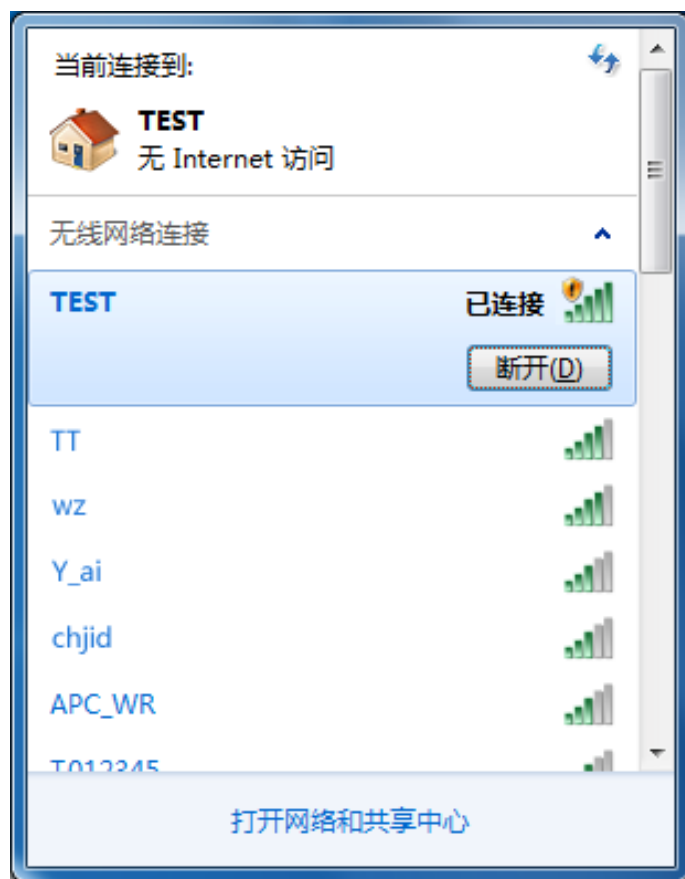 当前连接到:
TEST
无 Internet 访问
无线网络连接
TEST 已连接
断开(D)
TT
wz
Y_ai
chjid
APC_WR
T012345
打开网络和共享中心